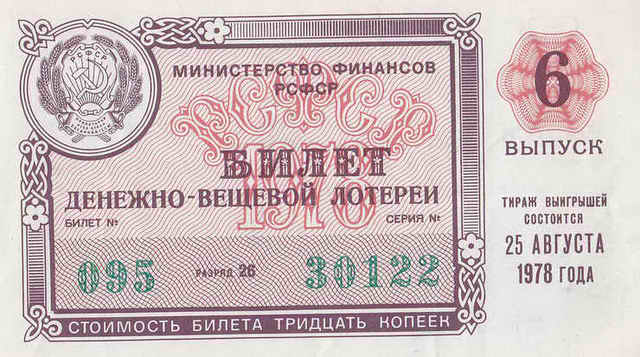 РСФСР
МИНИСТЕРСТВО ФИНАНСОВ
РСФСР
РСФСР
1978
БИЛЕТ
ДЕНЕЖНО-ВЕЩЕВОЙ ЛОТЕРЕИ
БИЛЕТ № СЕРИЯ №
095 РАЗРЯД 26 30122
СТОИМОСТЬ БИЛЕТА ТРИДЦАТЬ КОПЕЕК
6
ВЫПУСК
ТИРАЖ ВЫИГРЫШЕЙ
СОСТОИТСЯ
25 АВГУСТА
1978 ГОДА